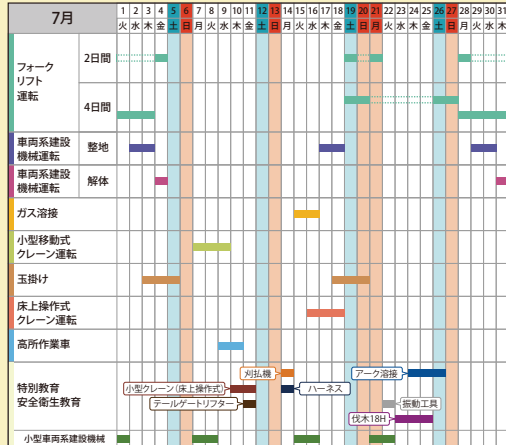 7月
1 2 3 4 5 6 7 8 9 10 11 12 13 14 15 16 17 18 19 20 21 22 23 24 25 26 27 28 29 30 31
火 水 木 金 土 日 月 火 水 木 金 土 日 月 火 水 木 金 土 日 月 火 水 木 金 土 日 月 火 水 木
フォーク
リフト
運転
2日間
4日間
車両系建設
機械運転
整地
車両系建設
機械運転
解体
ガス溶接
小型移動式
クレーン運転
玉掛け
床上操作式
クレーン運転
高所作業車
特別教育
安全衛生教育
刈払機
アーク溶接
小型クレーン(床上操作式)
ハーネス
テールゲートリフター
振動工具
伐木18H
小型車両系建設機械